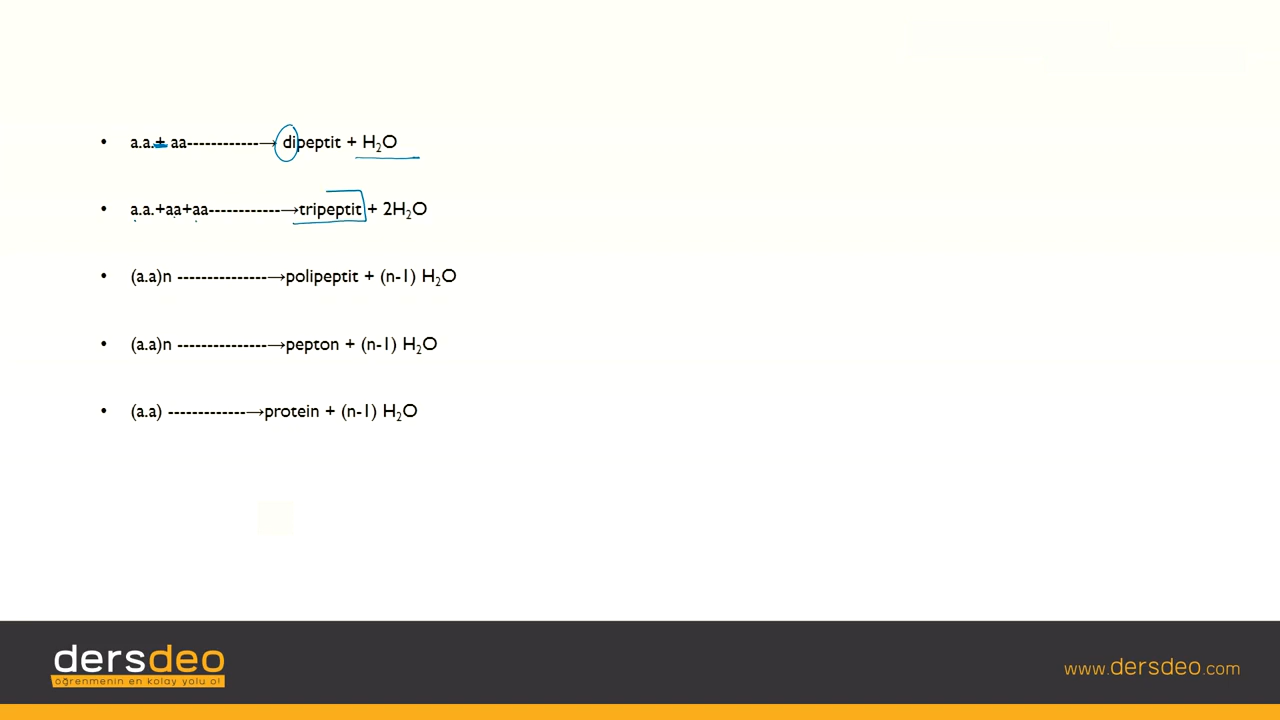 • a.a.+ aa------------→ dipeptit + H₂O
• a.a.+aa+aa------------→tripeptit + 2H₂O
• (a.a)n ---------------→polipeptit + (n-1) H₂O
• (a.a)n ---------------→pepton + (n-1) H₂O
• (a.a) -------------→protein + (n-1) H₂O
dersdeo
öğrenmenin en kolay yolu o!
www.dersdeo.com